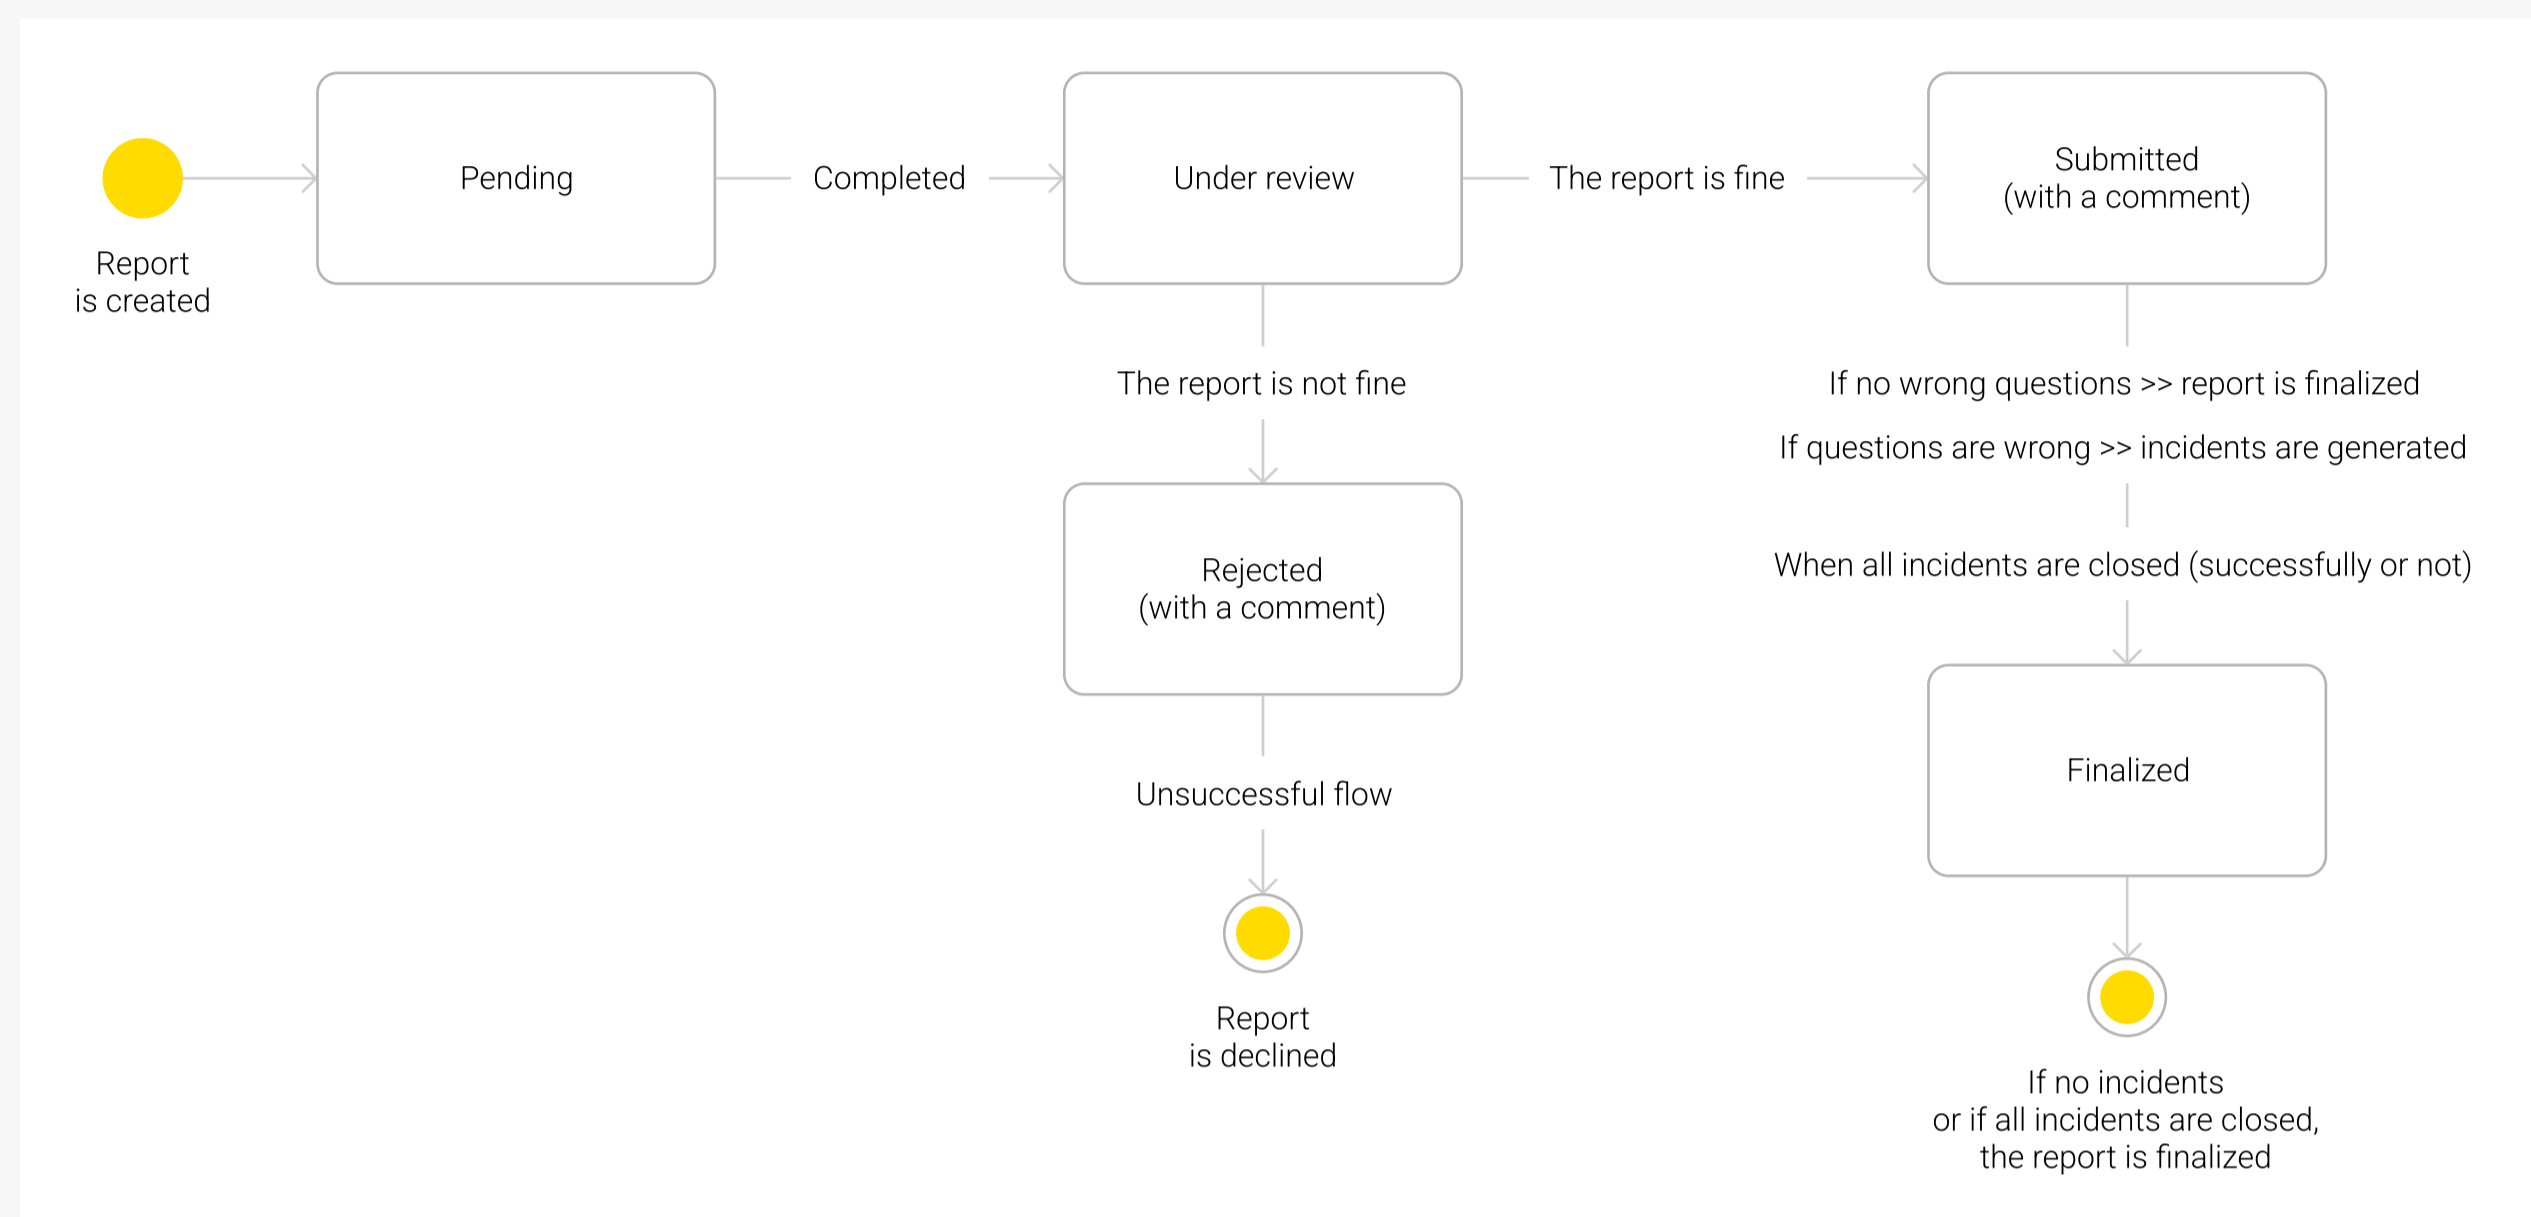 Report
is created
Pending
Completed
Under review
The report is fine
Submitted
(with a comment)
The report is not fine
Rejected
(with a comment)
Unsuccessful flow
Report
is declined
If no wrong questions >> report is finalized
If questions are wrong >> incidents are generated
When all incidents are closed (successfully or not)
Finalized
If no incidents
or if all incidents are closed,
the report is finalized